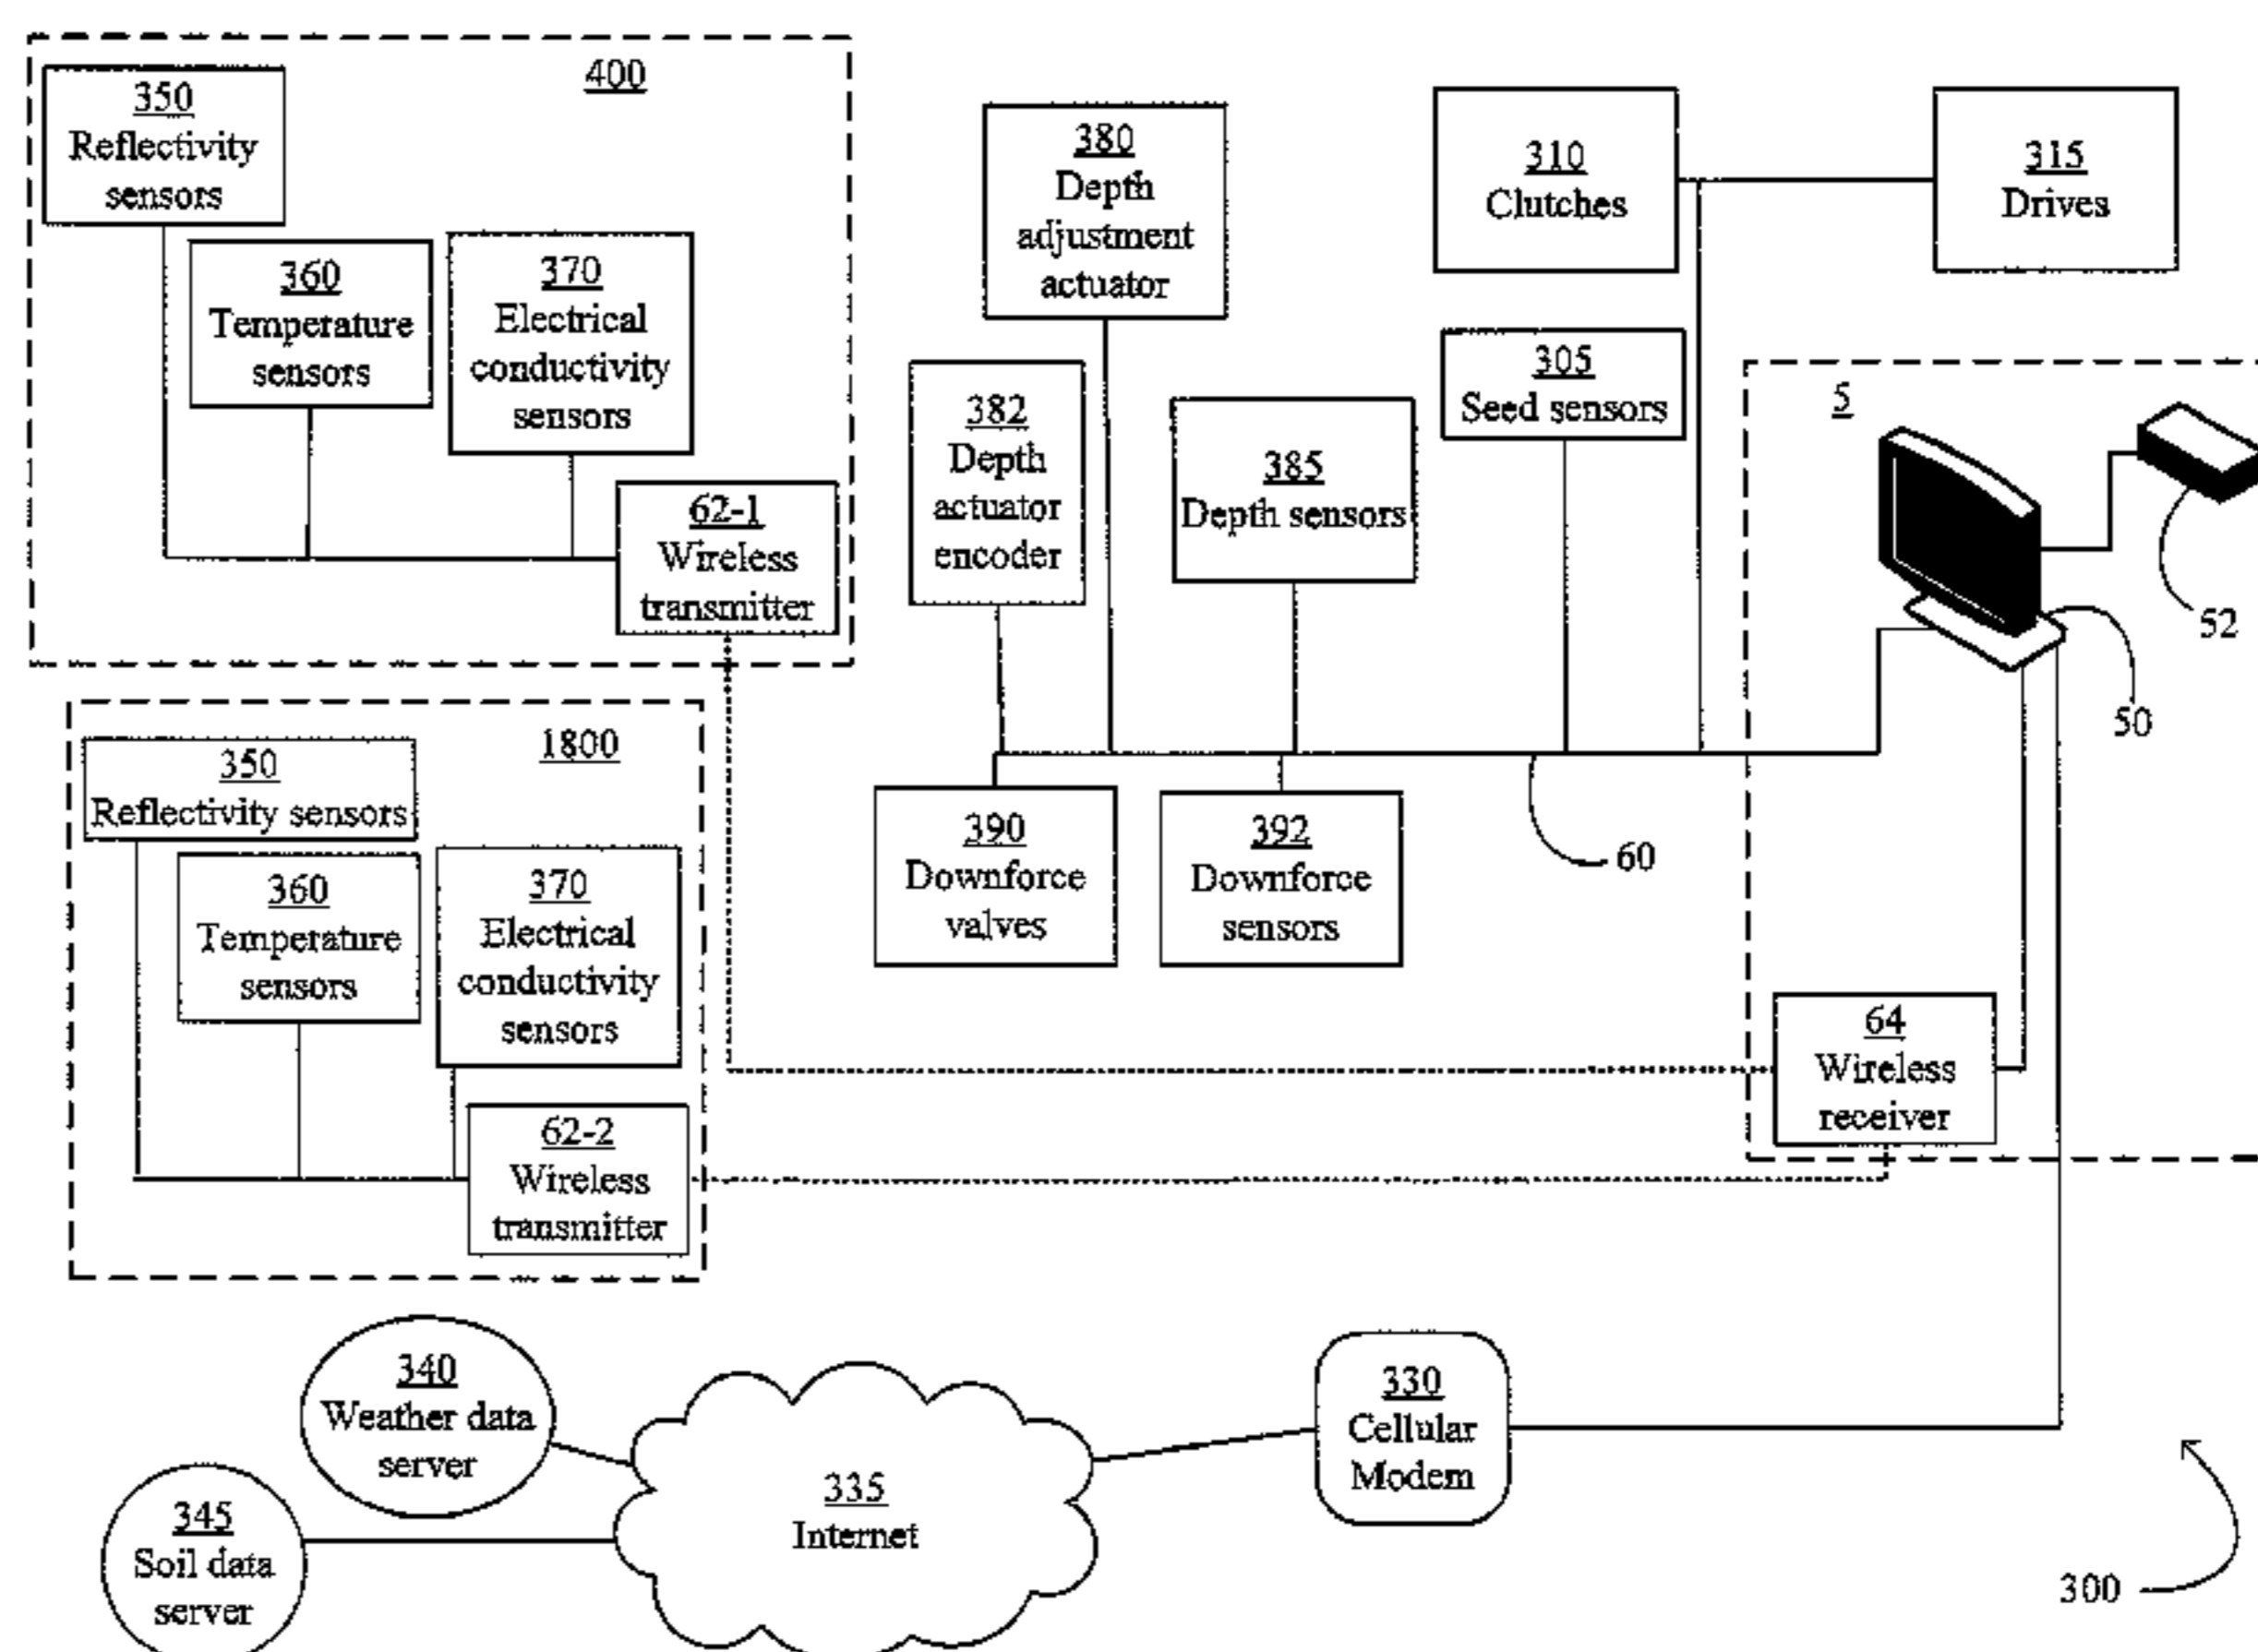 400
350
Reflectivity
sensors
360
Temperature
sensors
370
Electrical
conductivity
sensors
62-1
Wireless
transmitter
380
Depth
adjustment
actuator
310
Clutches
315
Drives
382
Depth
actuator
encoder
385
Depth sensors
305
Seed sensors
5
52
50
1800
350
Reflectivity sensors
360
Temperature
sensors
370
Electrical
conductivity
sensors
62-2
Wireless
transmitter
390
Downforce
valves
392
Downforce
sensors
60
64
Wireless
receiver
340
Weather data
server
345
Soil data
server
335
Internet
330
Cellular
Modem
300